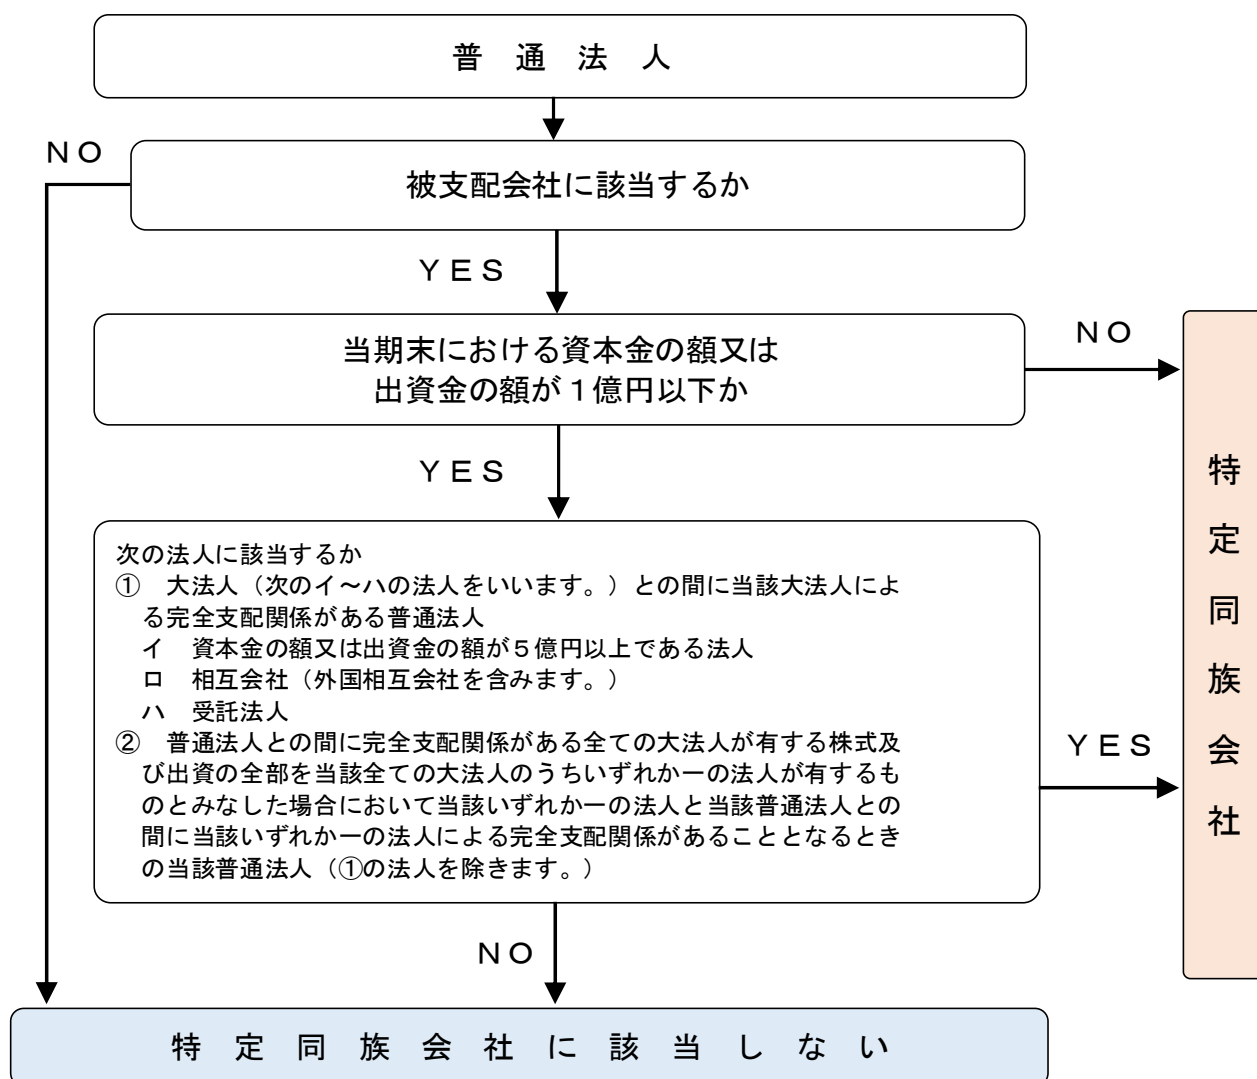 普　通　法　人
ＮＯ
被支配会社に該当するか
ＹＥＳ
当期末における資本金の額又は
出資金の額が１億円以下か
ＮＯ
ＹＥＳ
次の法人に該当するか
①　大法人（次のイ～ハの法人をいいます。）との間に当該大法人によ
る完全支配関係がある普通法人
イ　資本金の額又は出資金の額が５億円以上である法人
ロ　相互会社（外国相互会社を含みます。）
ハ　受託法人
②　普通法人との間に完全支配関係がある全ての大法人が有する株式及
び出資の全部を当該全ての大法人のうちいずれか一の法人が有するも
のとみなした場合において当該いずれか一の法人と当該普通法人との
間に当該いずれか一の法人による完全支配関係があることとなるとき
の当該普通法人（①の法人を除きます。）
ＹＥＳ
特定同族会社
ＮＯ
特　定　同　族　会　社　に　該　当　し　な　い